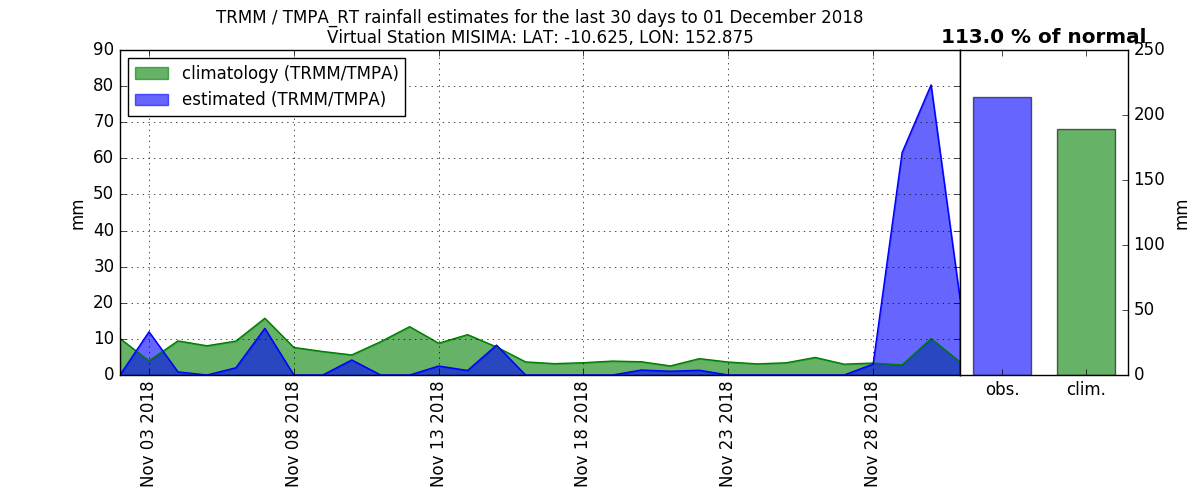 TRMM / TMPA_RT rainfall estimates for the last 30 days to 01 December 2018
Virtual Station MISIMA: LAT: -10.625, LON: 152.875
113.0 % of normal
climatology (TRMM/TMPA)
estimated (TRMM/TMPA)
90
80
70
60
50
40
30
20
10
0
mm
Nov 03 2018
Nov 08 2018
Nov 13 2018
Nov 18 2018
Nov 23 2018
Nov 28 2018
obs.
clim.
250
200
150
100
50
0
mm